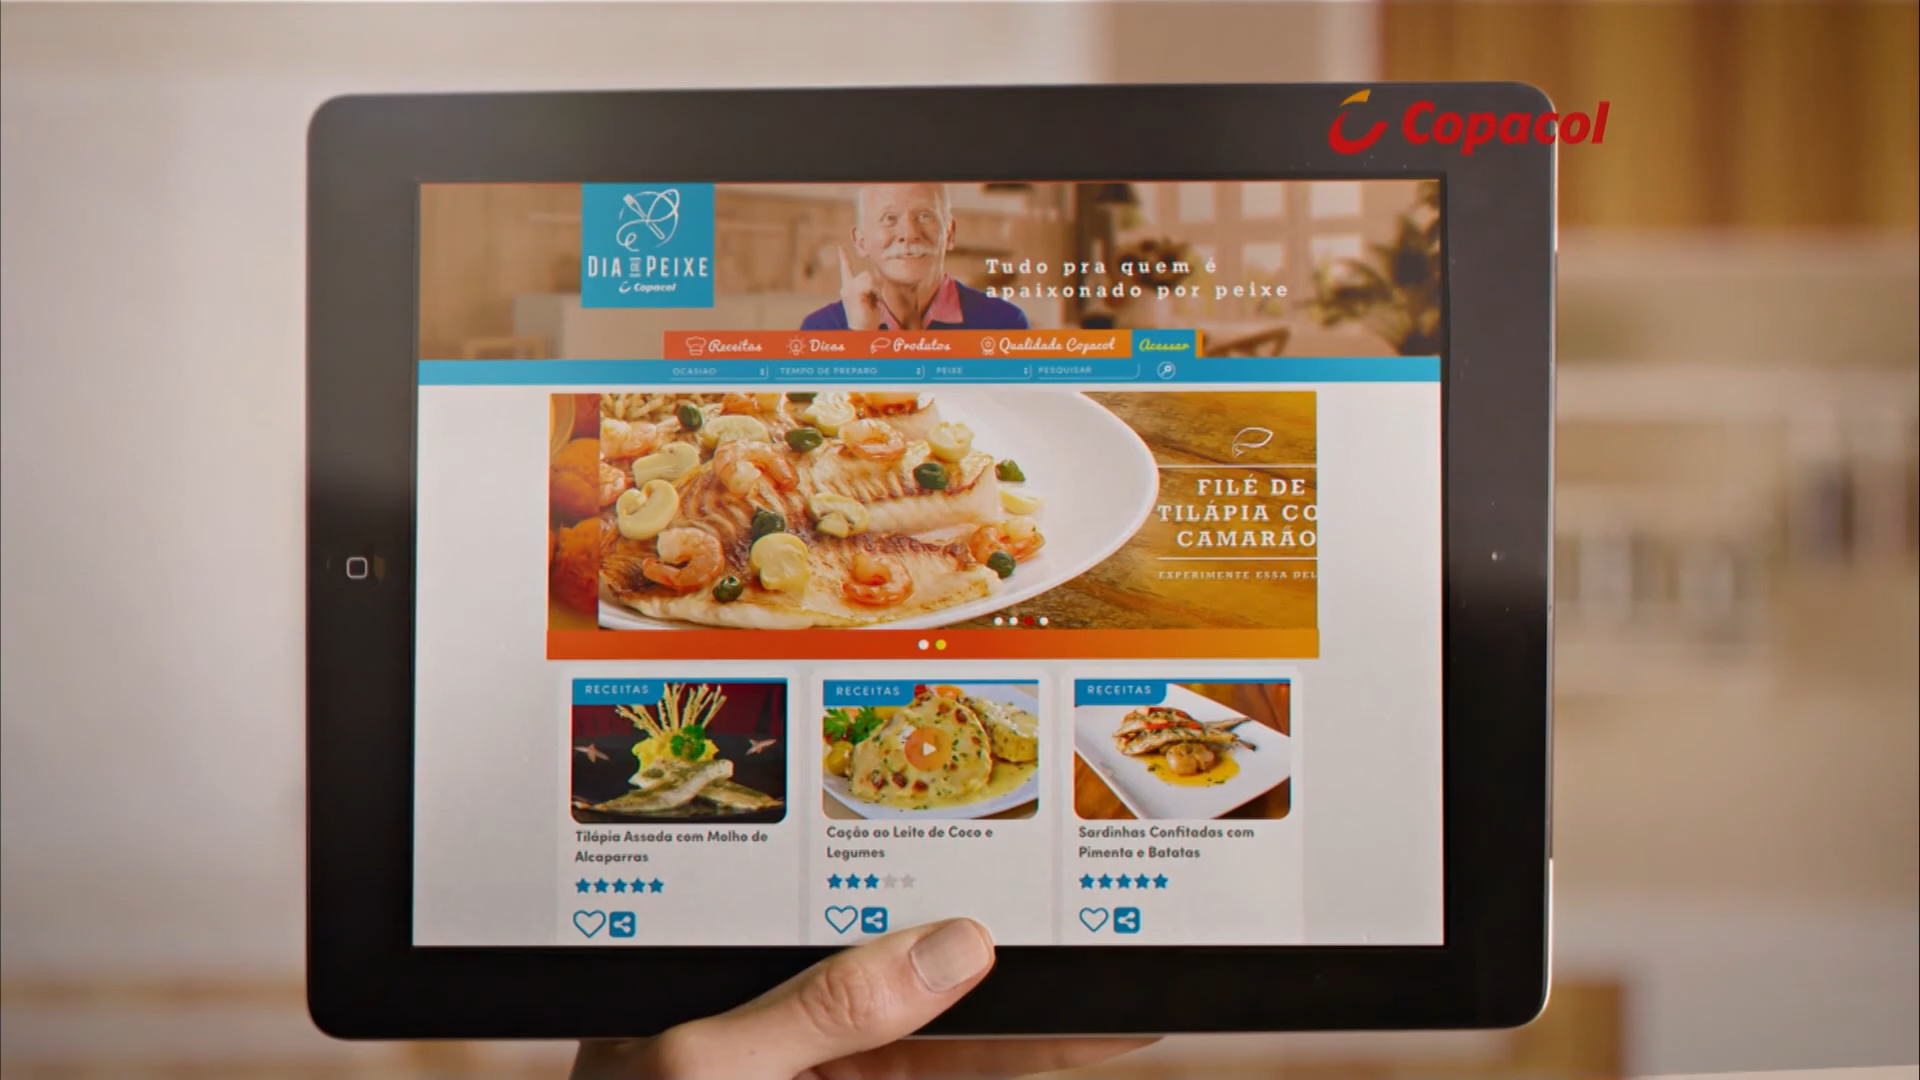 Copacol
DIA DE PEIXE
Copacol
Tudo pra quem é
apaixonado por peixe
Receitas Dicas Produtos Qualidade Copacol Acessar
OCASIAO TEMPO DE PREPARO PEIXE PESQUISAR
FILÉ DE
TILÁPIA CO
CAMARÃO
EXPERIMENTE ESSA DEL
RECEITAS RECEITAS RECEITAS
Tilápia Assada com Molho de
Alcaparras
Cação ao Leite de Coco e
Legumes
Sardinhas Confitadas com
Pimenta e Batatas